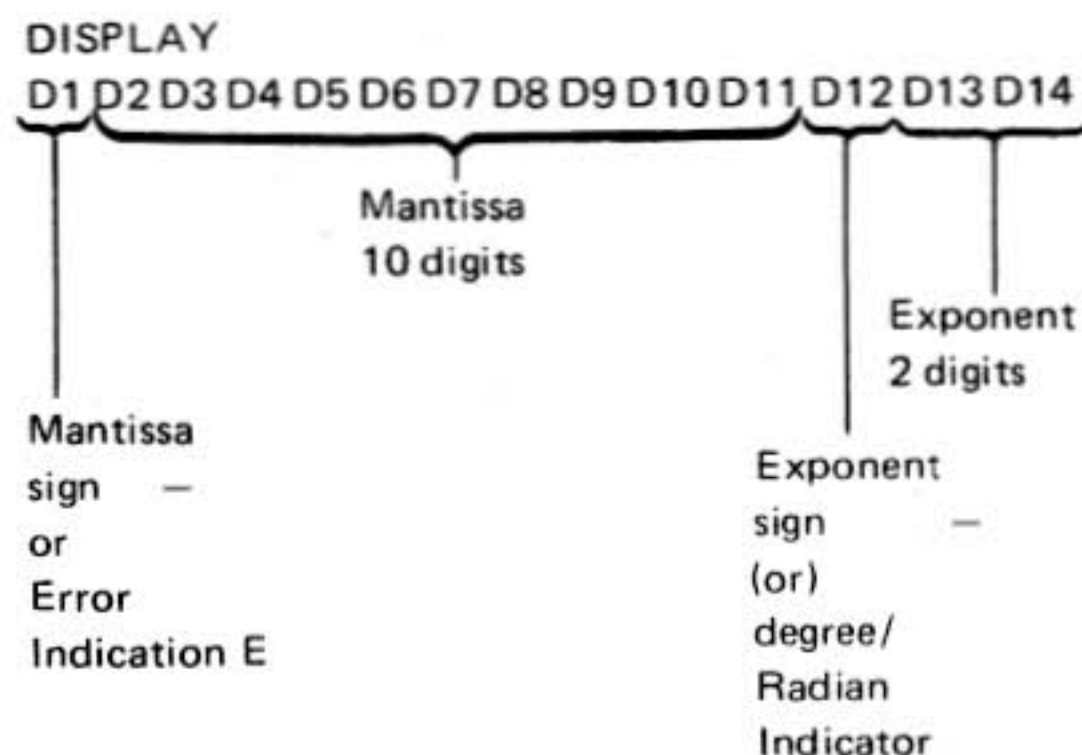 DISPLAY
D1 D2 D3 D4 D5 D6 D7 D8 D9 D10 D11 D12 D13 D14
Mantissa
10 digits
Exponent
2 digits
Mantissa
sign —
or
Error
Indication E
Exponent
sign —
(or)
degree/
Radian
Indicator